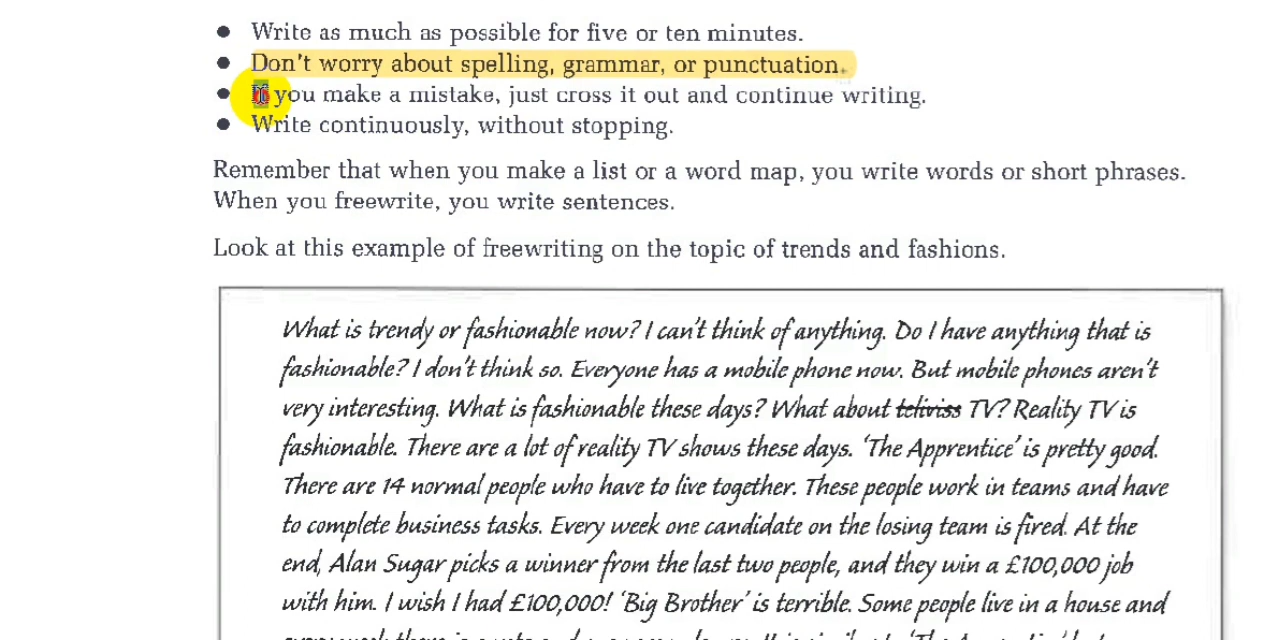 • Write as much as possible for five or ten minutes.
• Don't worry about spelling, grammar, or punctuation.
• If you make a mistake, just cross it out and continue writing.
• Write continuously, without stopping.
Remember that when you make a list or a word map, you write words or short phrases.
When you freewrite, you write sentences.
Look at this example of freewriting on the topic of trends and fashions.
What is trendy or fashionable now? I can't think of anything. Do I have anything that is
fashionable? I don't think so. Everyone has a mobile phone now. But mobile phones aren't
very interesting. What is fashionable these days? What about teliviss TV? Reality TV is
fashionable. There are a lot of reality TV shows these days. 'The Apprentice' is pretty good.
There are 14 normal people who have to live together. These people work in teams and have
to complete business tasks. Every week one candidate on the losing team is fired. At the
end, Alan Sugar picks a winner from the last two people, and they win a £100,000 job
with him. I wish I had £100,000! 'Big Brother' is terrible. Some people live in a house and